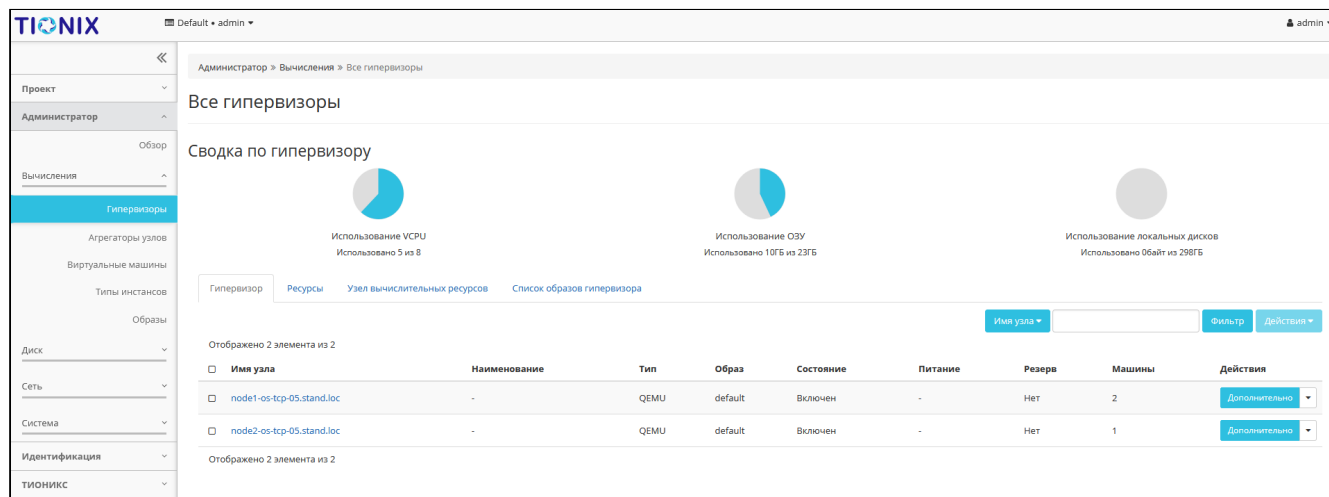 TIONIX
Default • admin
admin
Администратор » Вычисления » Все гипервизоры
Проект
Администратор
Обзор
Вычисления
Гипервизоры
Агрегаторы узлов
Виртуальные машины
Типы инстансов
Образы
Диск
Сеть
Система
Идентификация
ТИОНИКС
Все гипервизоры
Сводка по гипервизору
Использование VCPU
Использовано 5 из 8
Использование ОЗУ
Использовано 10ГБ из 23ГБ
Использование локальных дисков
Использовано 0байт из 298ГБ
Гипервизор Ресурсы Узел вычислительных ресурсов Список образов гипервизора
Имя узла Фильтр Действия
Отображено 2 элемента из 2
Имя узла Наименование Тип Образ Состояние Питание Резерв Машины Действия
node1-os-tcp-05.stand.loc - QEMU default Включен - Нет 2 Дополнительно
node2-os-tcp-05.stand.loc - QEMU default Включен - Нет 1 Дополнительно
Отображено 2 элемента из 2